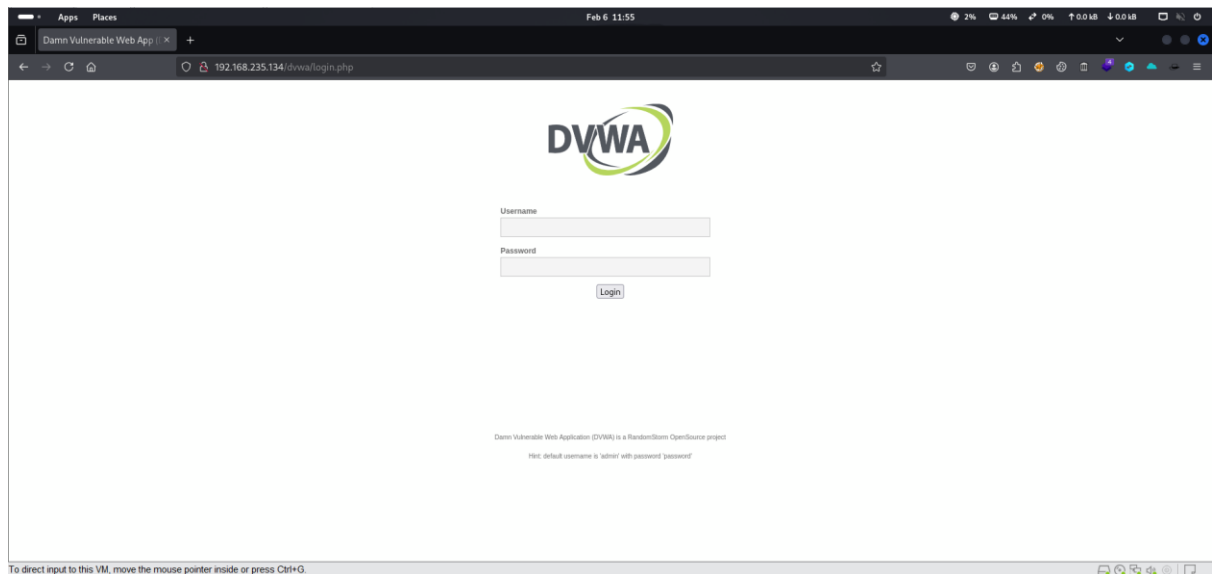 Apps Places Feb 6 11:55 2% 44% 0% ↑0.0 kB ↓0.0 kB
Damn Vulnerable Web App (
192.168.235.134/dvwa/login.php
DVWA
Username
Password
Login
Damn Vulnerable Web Application (DVWA) is a RandomStorm OpenSource project
Hint: default username is 'admin' with password 'password'
To direct input to this VM, move the mouse pointer inside or press Ctrl+G.